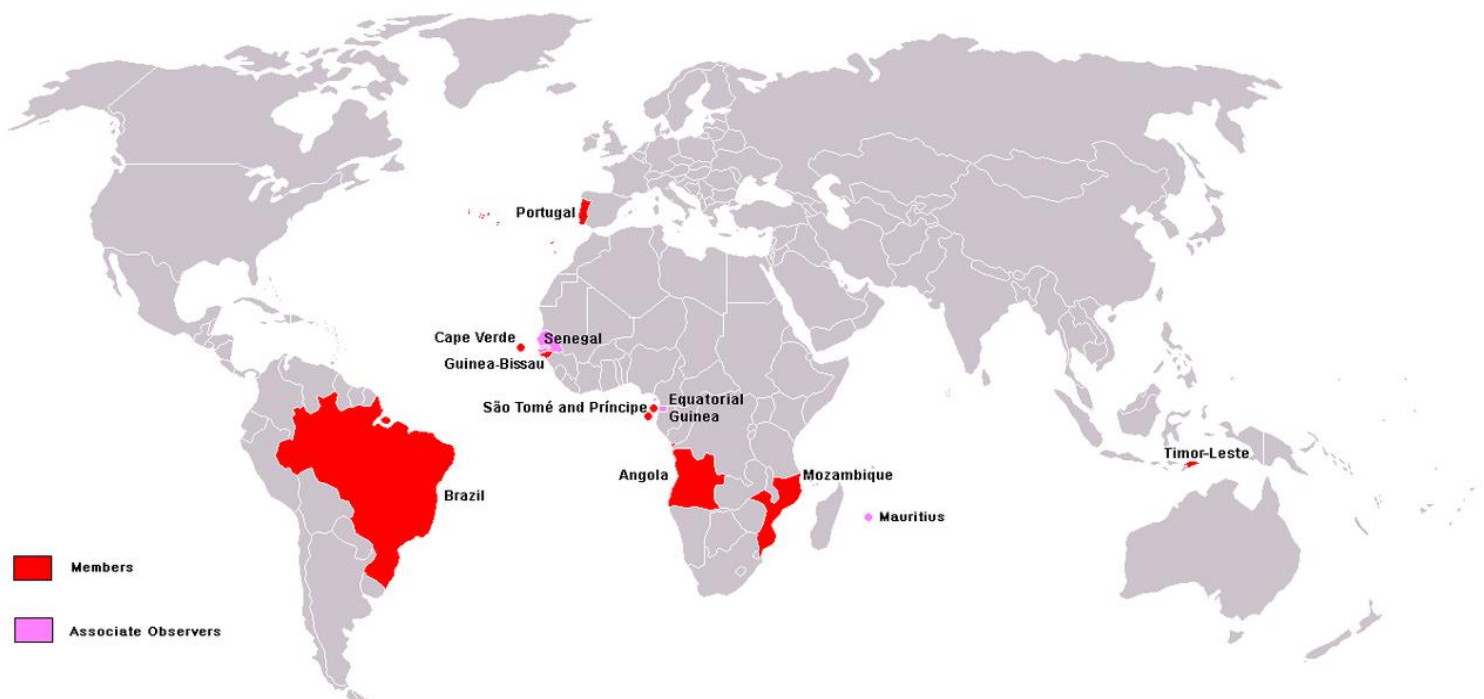 Portugal
Cape Verde
Senegal
Guinea-Bissau
São Tomé and Príncipe
Equatorial
Guinea
Timor-Leste
Angola
Mozambique
Brazil
Mauritius
Members
Associate Observers